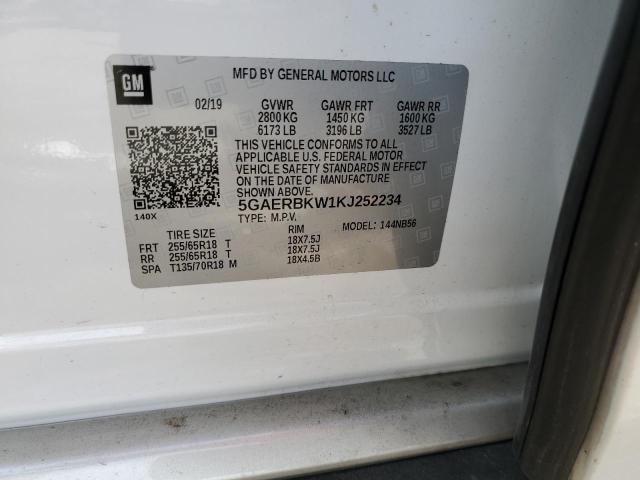 GM
MFD BY GENERAL MOTORS LLC
02/19 GVWR GAWR FRT GAWR RR
2800 KG 1450 KG 1600 KG
6173 LB 3196 LB 3527 LB
THIS VEHICLE CONFORMS TO ALL
APPLICABLE U.S. FEDERAL MOTOR
VEHICLE SAFETY STANDARDS IN EFFECT
ON THE DATE OF MANUFACTURE
SHOWN ABOVE.
140X
5GAERBKW1KJ252234
TYPE: M.P.V. MODEL: 144NB56
TIRE SIZE RIM
FRT 255/65R18 T 18X7.5J
RR 255/65R18 T 18X7.5J
SPA T135/70R18 M 18X4.5B